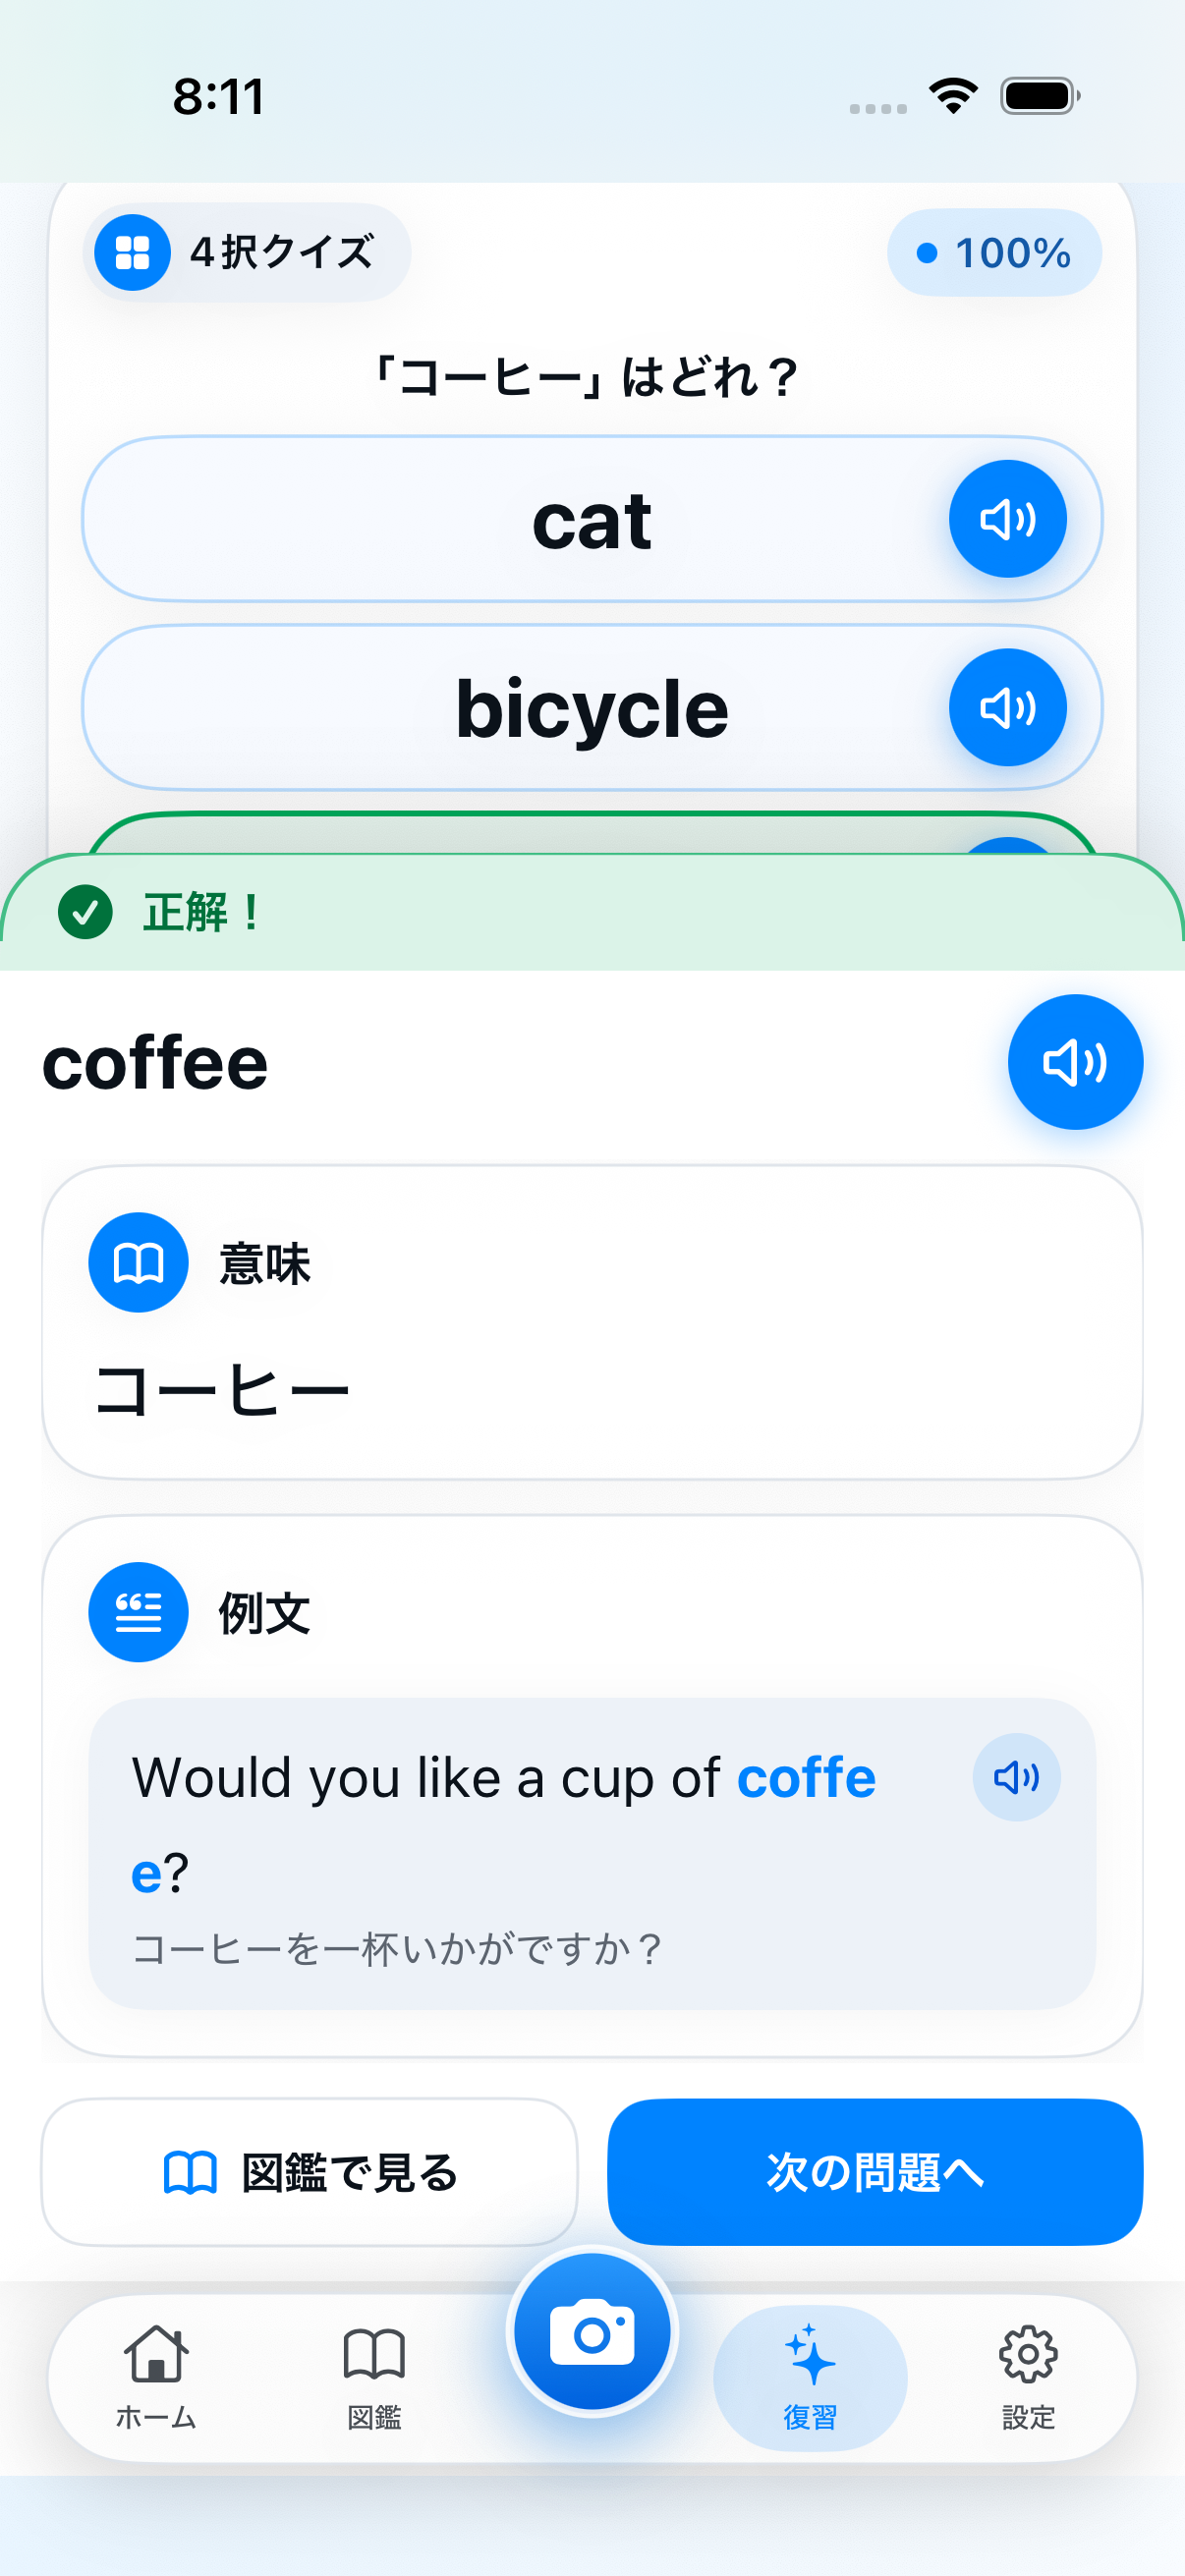 8:11
4択クイズ
100%
「コーヒー」はどれ？
cat
bicycle
正解！
coffee
意味
コーヒー
例文
Would you like a cup of coffe
e?
コーヒーを一杯いかがですか？
図鑑で見る
次の問題へ
ホーム
図鑑
復習
設定